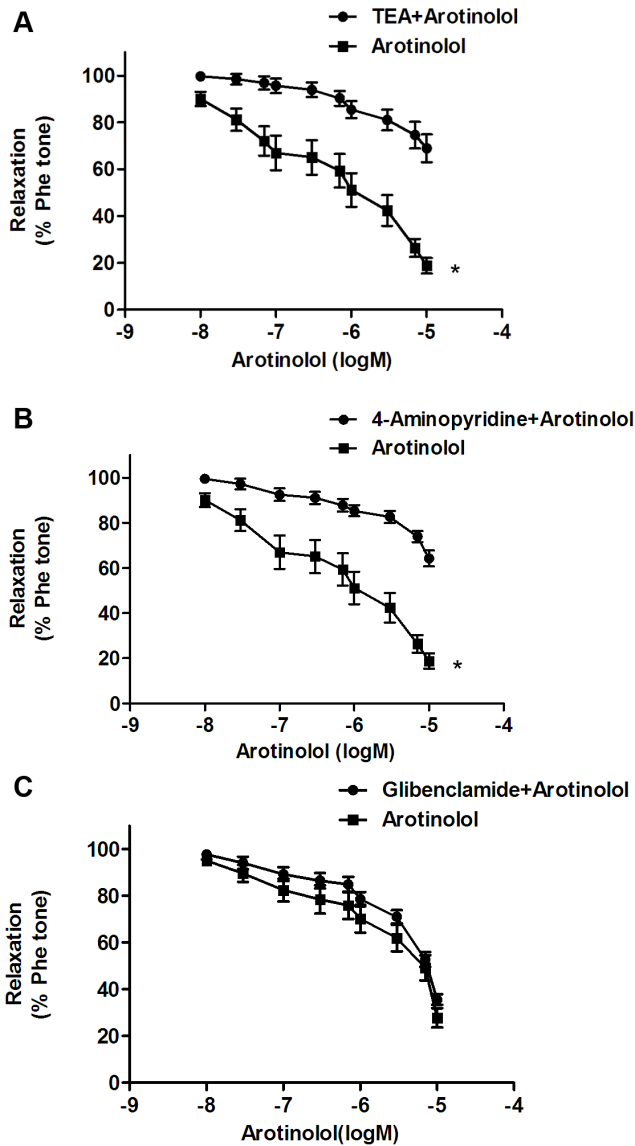 A
TEA+Arotinolol
Arotinolol
Relaxation
(% Phe tone)
100
80
60
40
20
0
-9 -8 -7 -6 -5 -4
*
Arotinolol (logM)
B
4-Aminopyridine+Arotinolol
Arotinolol
Relaxation
(% Phe tone)
100
80
60
40
20
0
-9 -8 -7 -6 -5 -4
*
Arotinolol (logM)
C
Glibenclamide+Arotinolol
Arotinolol
Relaxation
(% Phe tone)
100
80
60
40
20
0
-9 -8 -7 -6 -5 -4
Arotinolol(logM)